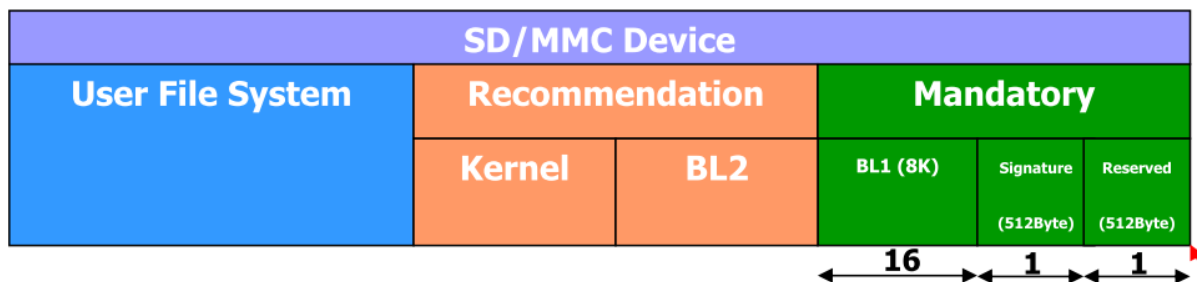 SD/MMC Device
User File System
Recommendation
Mandatory
Kernel
BL2
BL1 (8K)
Signature
(512Byte)
Reserved
(512Byte)
16
1
1